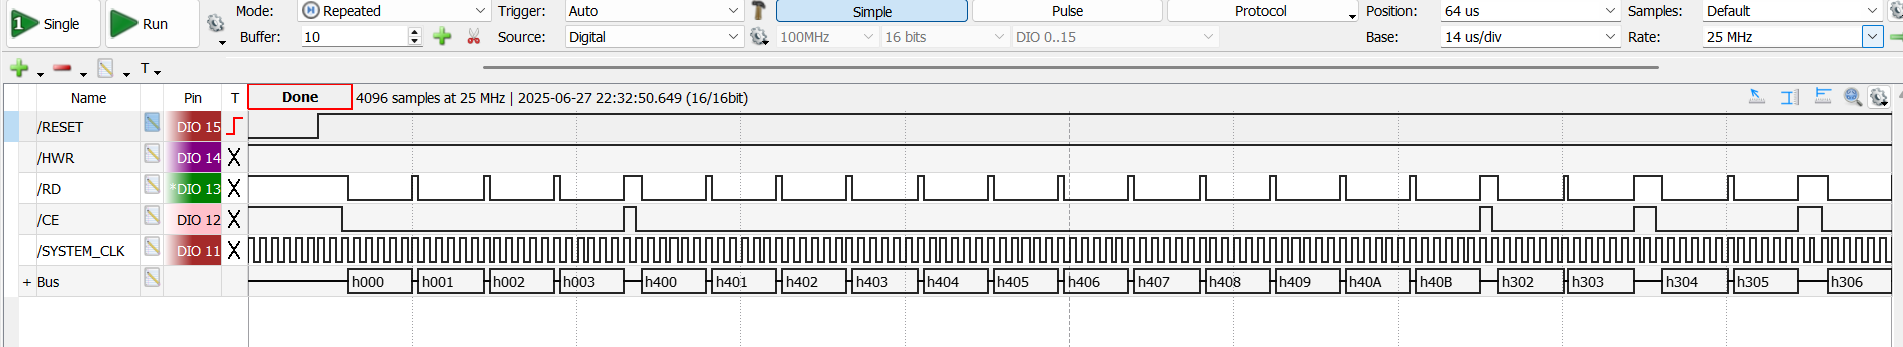 1 Single Run Mode: Repeated Trigger: Auto Simple Pulse Protocol Position: 64 us Samples: Default
Buffer: 10 Source: Digital 100MHz 16 bits DIO 0..15 Base: 14 us/div Rate: 25 MHz
T
Name Pin T Done 4096 samples at 25 MHz | 2025-06-27 22:32:50.649 (16/16bit)
/RESET DIO 15
/HWR DIO 14 X
/RD *DIO 13 X
/CE DIO 12 X
/SYSTEM_CLK DIO 11 X
+ Bus h000 h001 h002 h003 h400 h401 h402 h403 h404 h405 h406 h407 h408 h409 h40A h40B h302 h303 h304 h305 h306